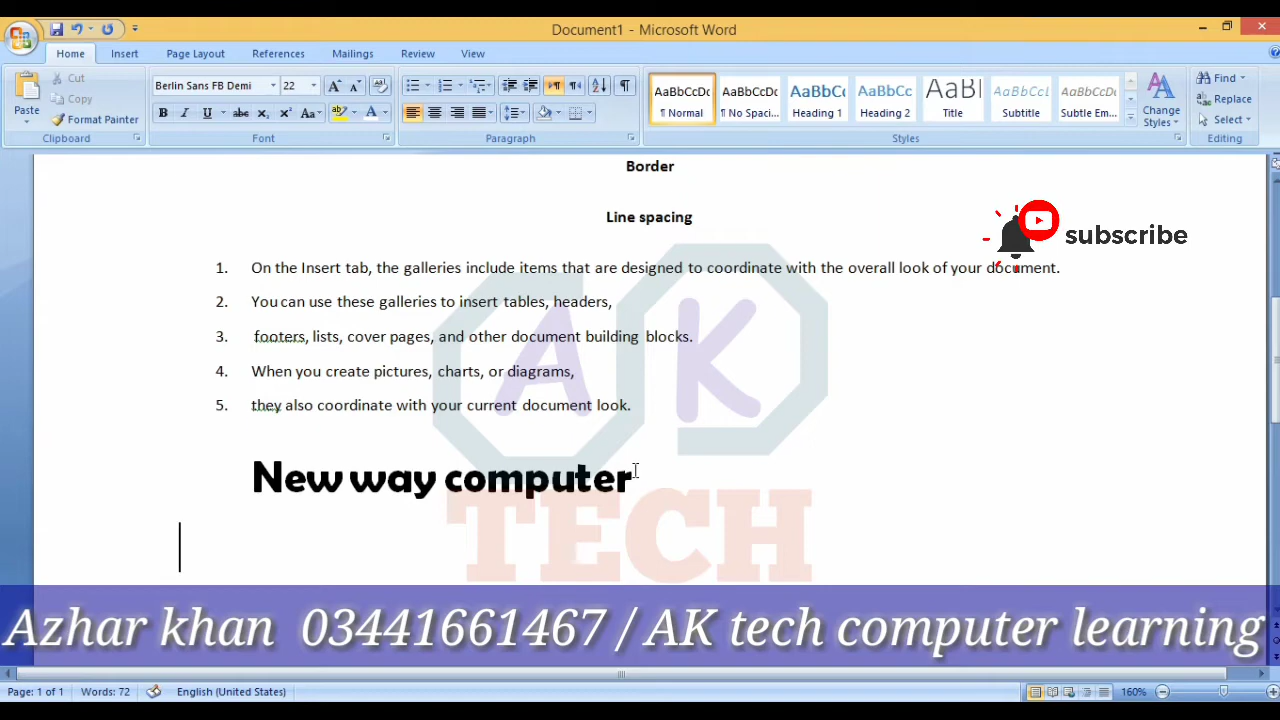 Document1 - Microsoft Word
Home Insert Page Layout References Mailings Review View
Paste
Cut
Copy
Format Painter
Clipboard
Berlin Sans FB Demi 22
Font
Paragraph
AaBbCcDc AaBbCcDc AaBbCc AaBbCc AaBbI AaBbCcL AaBbCcDc
¶ Normal ¶ No Spaci... Heading 1 Heading 2 Title Subtitle Subtle Em...
Styles
Change
Styles
Find
Replace
Select
Editing
Border
Line spacing
subscribe
1. On the Insert tab, the galleries include items that are designed to coordinate with the overall look of your document.
2. You can use these galleries to insert tables, headers,
3. footers, lists, cover pages, and other document building blocks.
4. When you create pictures, charts, or diagrams,
5. they also coordinate with your current document look.
New way computer
AK
TECH
Azhar khan 03441661467 / AK tech computer learning
Page: 1 of 1 Words: 72 English (United States) 160%